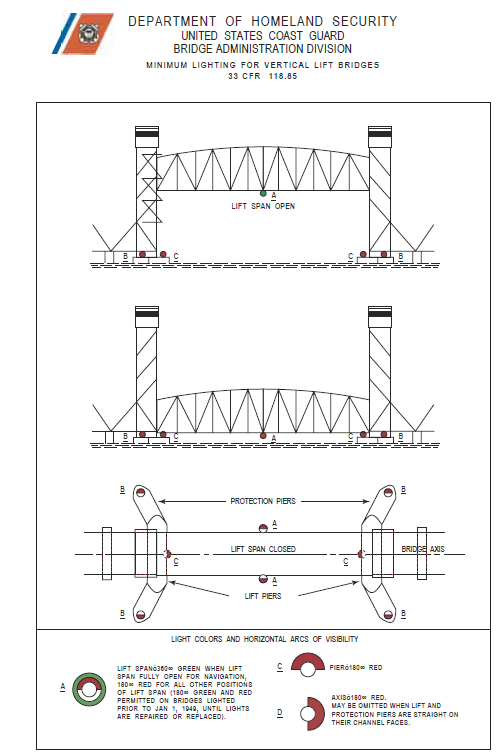 DEPARTMENT OF HOMELAND SECURITY
UNITED STATES COAST GUARD
BRIDGE ADMINISTRATION DIVISION
MINIMUM LIGHTING FOR VERTICAL LIFT BRIDGES
33 CFR 118.85
A
LIFT SPAN OPEN
B C C B
B C A C B
B B
PROTECTION PIERS
A
LIFT SPAN CLOSED BRIDGE AXIS
C C
A
LIFT PIERS
B B
LIGHT COLORS AND HORIZONTAL ARCS OF VISIBILITY
A
LIFT SPANó360∞ GREEN WHEN LIFT
SPAN FULLY OPEN FOR NAVIGATION,
180∞ RED FOR ALL OTHER POSITIONS
OF LIFT SPAN (180∞ GREEN AND RED
PERMITTED ON BRIDGES LIGHTED
PRIOR TO JAN 1, 1949, UNTIL LIGHTS
ARE REPAIRED OR REPLACED).
C PIERó180∞ RED
D
AXISó180∞ RED.
MAY BE OMITTED WHEN LIFT AND
PROTECTION PIERS ARE STRAIGHT ON
THEIR CHANNEL FACES.